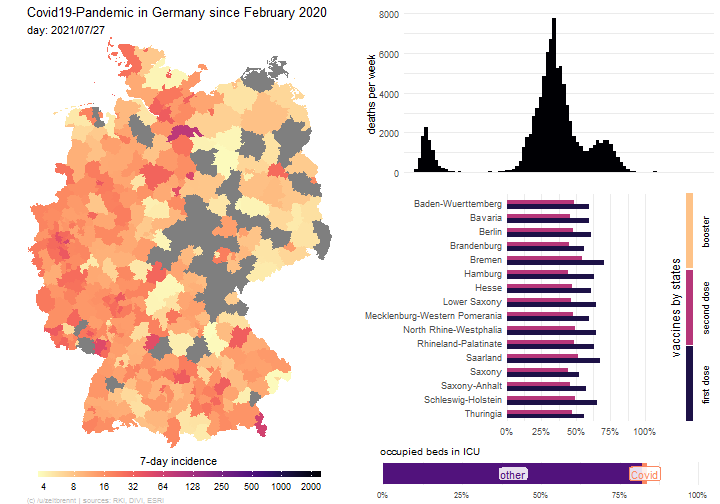 Covid19-Pandemic in Germany since February 2020
day: 2021/07/27
7-day incidence
4 8 16 32 64 125 250 500 1000 2000
(c) /u/zeitbremt | sources: RKI, DIVI, ESRI
deaths per week
8000
6000
4000
2000
0
Baden-Wuerttemberg
Bavaria
Berlin
Brandenburg
Bremen
Hamburg
Hesse
Lower Saxony
Mecklenburg-Western Pomerania
North Rhine-Westphalia
Rhineland-Palatinate
Saarland
Saxony
Saxony-Anhalt
Schleswig-Holstein
Thuringia
0% 25% 50% 75% 100%
vaccines by states
booster
second dose
first dose
occupied beds in ICU
other
Covid
0% 25% 50% 75% 100%